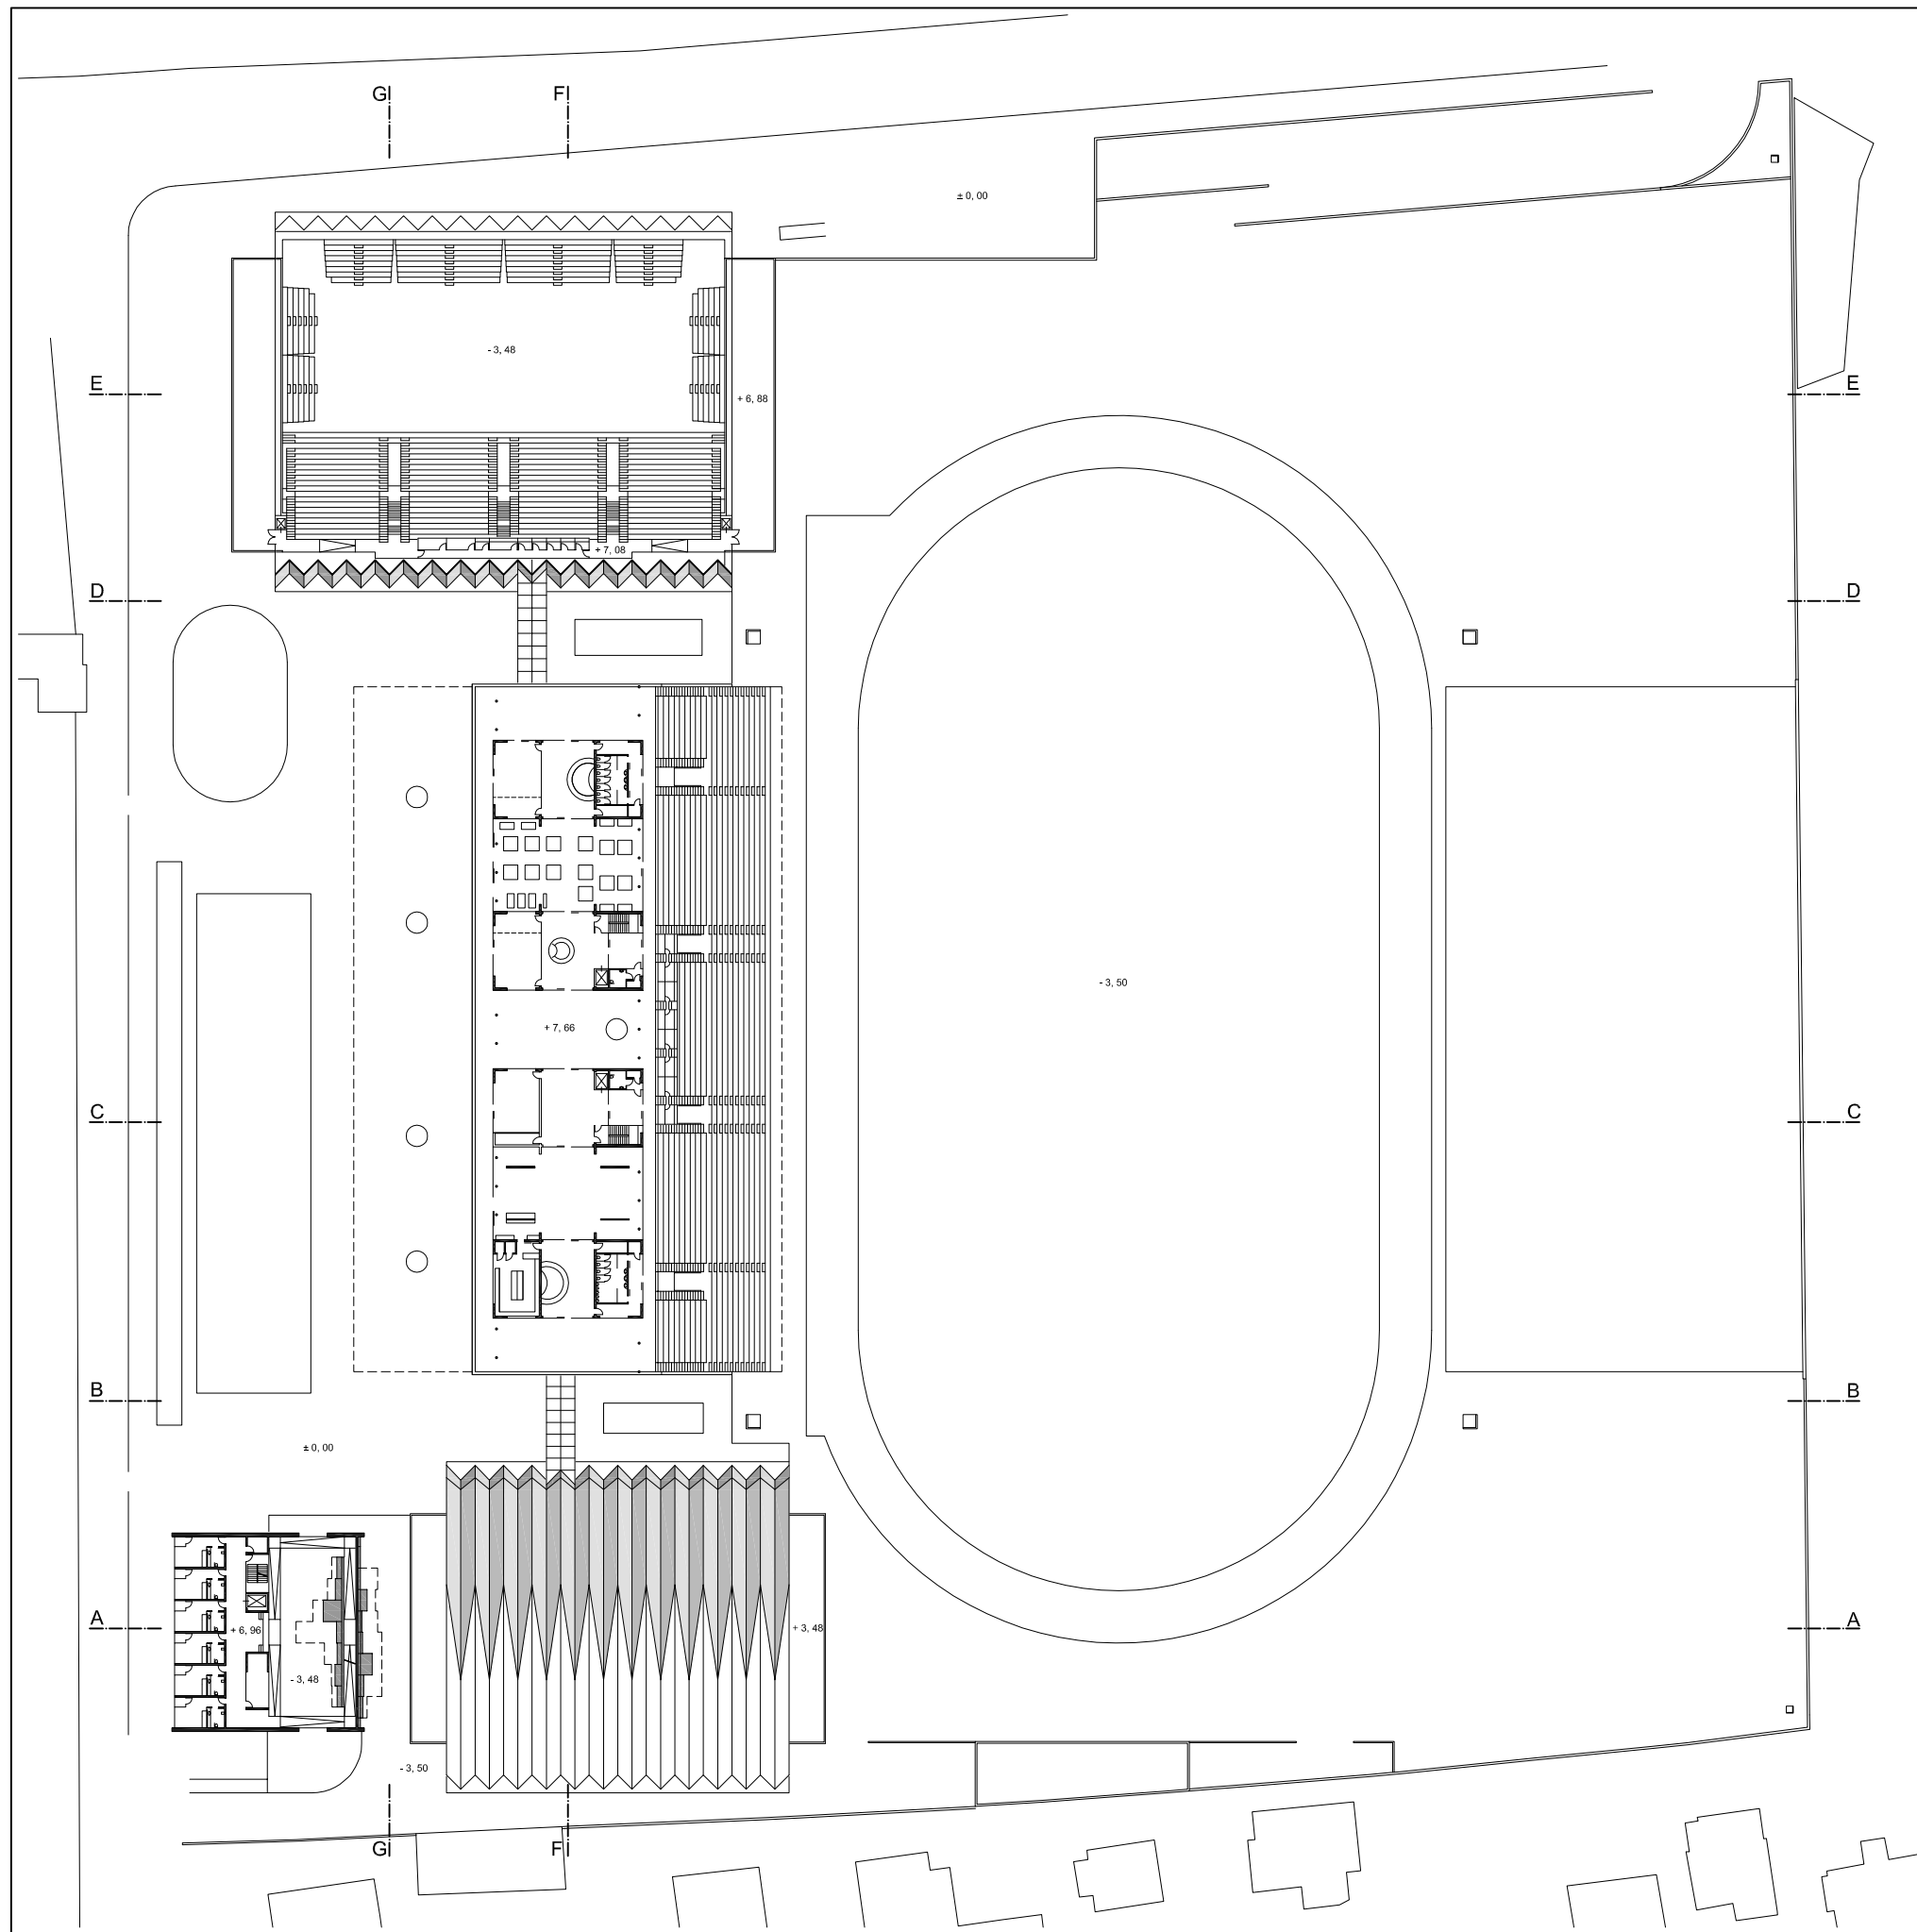 G F
± 0, 00
- 3, 48
E E
+ 6, 88
+ 7, 08
D D
- 3, 50
+ 7, 66
C C
B B
± 0, 00
A A
+ 6, 96
+ 3, 48
- 3, 48
- 3, 50
G F